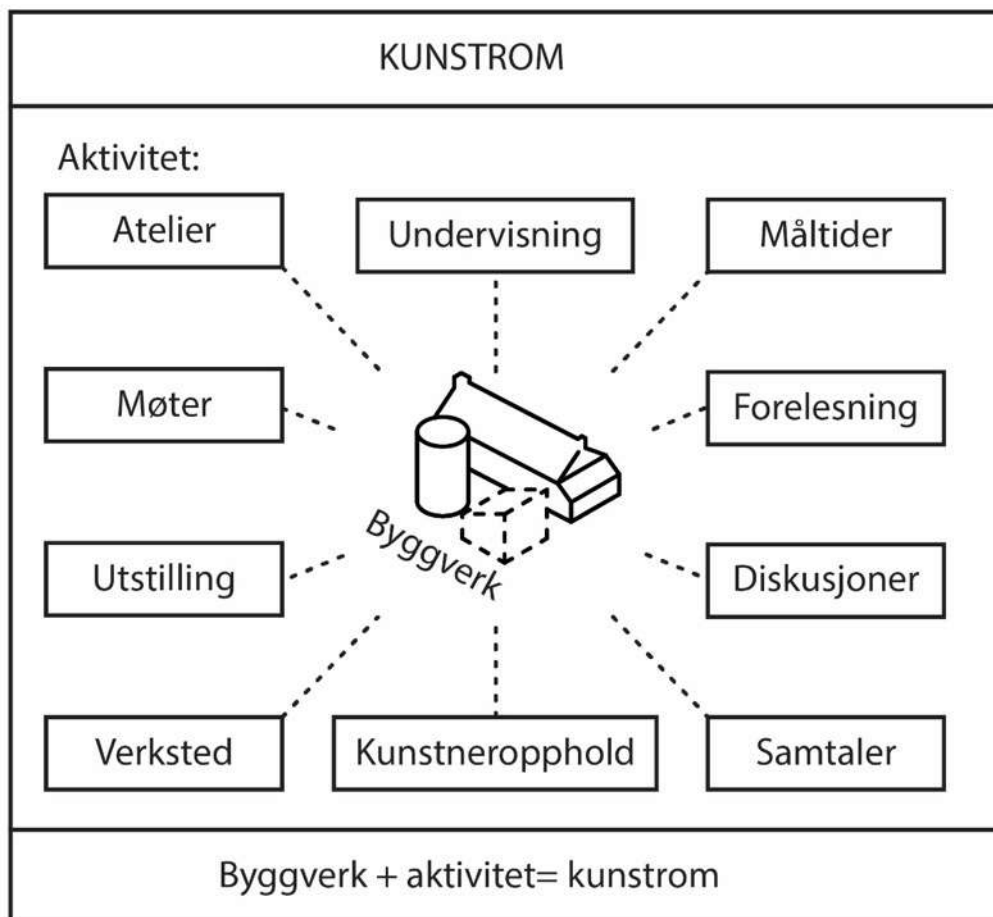 KUNSTROM
Aktivitet:
Atelier
Undervisning
Måltider
Møter
Forelesning
Byggverk
Utstilling
Diskusjoner
Verksted
Kunstneropphold
Samtaler
Byggverk + aktivitet= kunstrom